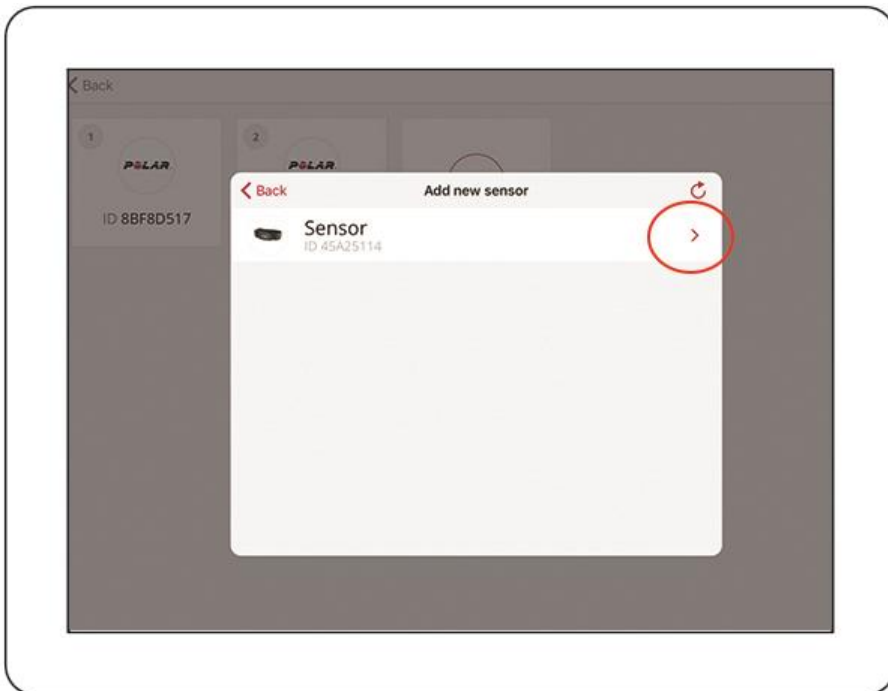 Back
1
2
POLAR
POLAR
ID 8BF8D517
Back
Add new sensor
Sensor
ID 45A25114